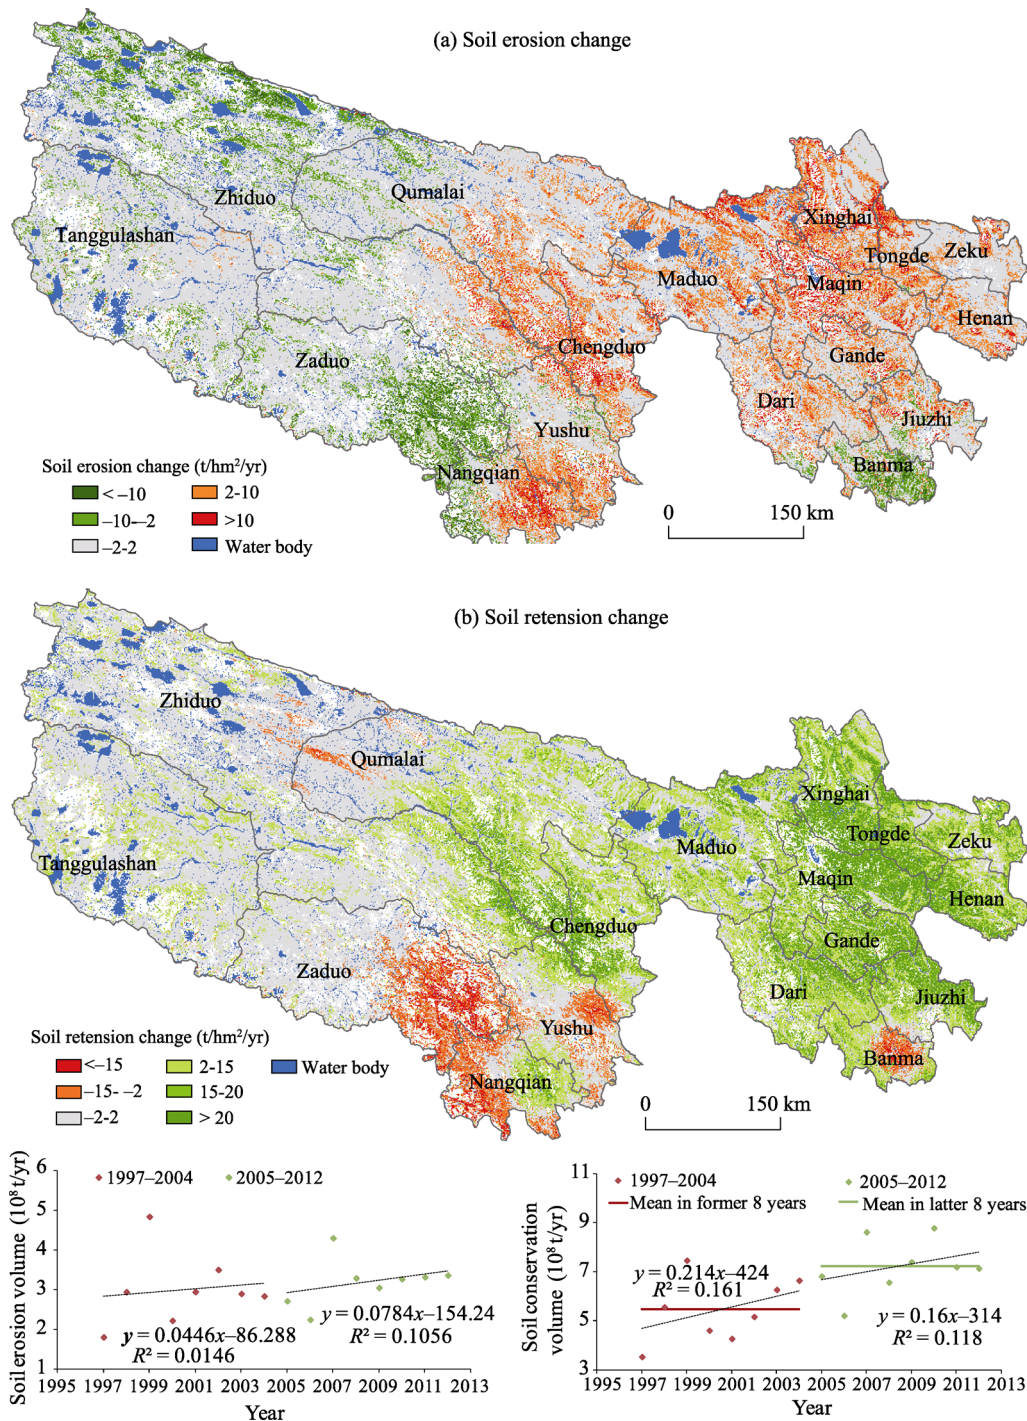 (a) Soil erosion change
Zhiduo
Qumalai
Tanggulashan
Xinghai
Tongde
Zeku
Maduo
Maqin
Henan
Zaduo
Chengduo
Gande
Dari
Jiuzhi
Yushu
Nangqian
Banma
Soil erosion change (t/hm²/yr)
< –10
2-10
–10-–2
>10
–2-2
Water body
0 150 km
(b) Soil retension change
Zhiduo
Qumalai
Tanggulashan
Xinghai
Tongde
Zeku
Maduo
Maqin
Henan
Chengduo
Gande
Zaduo
Dari
Jiuzhi
Yushu
Banma
Nangqian
Soil retension change (t/hm²/yr)
<–15
2-15
Water body
–15- –2
15-20
–2-2
> 20
0 150 km
Soil erosion volume (10⁸ t/yr)
6
5
4
3
2
1
1997–2004
2005–2012
y = 0.0446x–86.288
R² = 0.0146
y = 0.0784x–154.24
R² = 0.1056
1995 1997 1999 2001 2003 2005 2007 2009 2011 2013
Year
Soil conservation
volume (10⁸ t/yr)
11
9
7
5
3
1997–2004
2005–2012
Mean in former 8 years
Mean in latter 8 years
y = 0.214x–424
R² = 0.161
y = 0.16x–314
R² = 0.118
1995 1997 1999 2001 2003 2005 2007 2009 2011 2013
Year